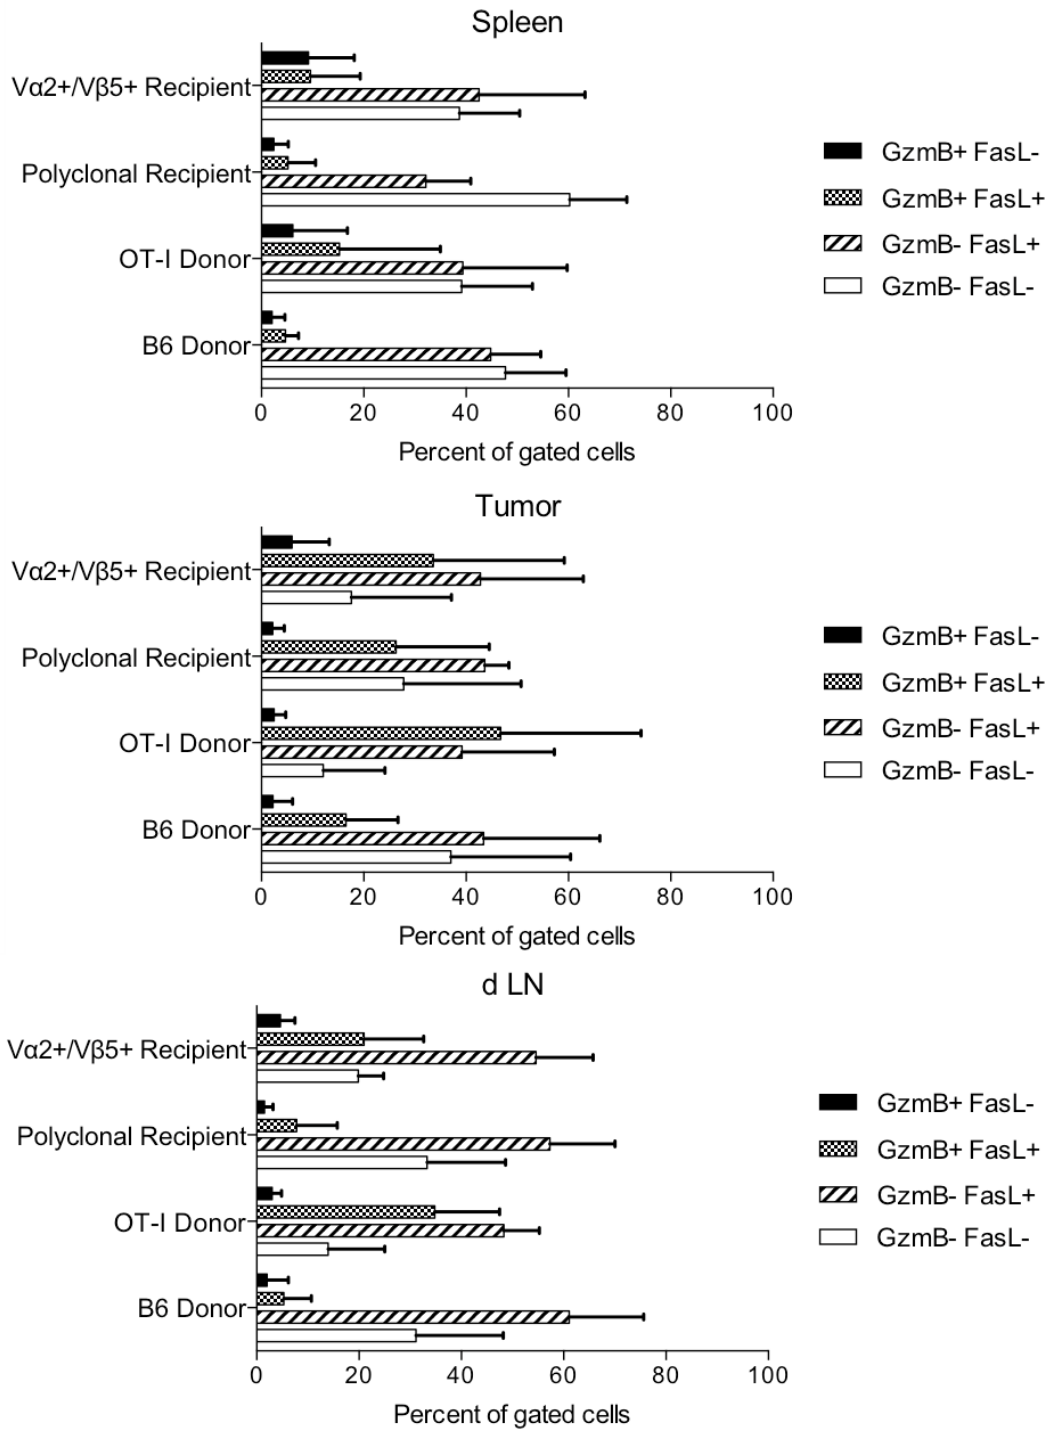 Spleen
Vα2+/Vβ5+ Recipient
Polyclonal Recipient
OT-I Donor
B6 Donor
0 20 40 60 80 100
Percent of gated cells
GzmB+ FasL-
GzmB+ FasL+
GzmB- FasL+
GzmB- FasL-
Tumor
Vα2+/Vβ5+ Recipient
Polyclonal Recipient
OT-I Donor
B6 Donor
0 20 40 60 80 100
Percent of gated cells
GzmB+ FasL-
GzmB+ FasL+
GzmB- FasL+
GzmB- FasL-
d LN
Vα2+/Vβ5+ Recipient
Polyclonal Recipient
OT-I Donor
B6 Donor
0 20 40 60 80 100
Percent of gated cells
GzmB+ FasL-
GzmB+ FasL+
GzmB- FasL+
GzmB- FasL-